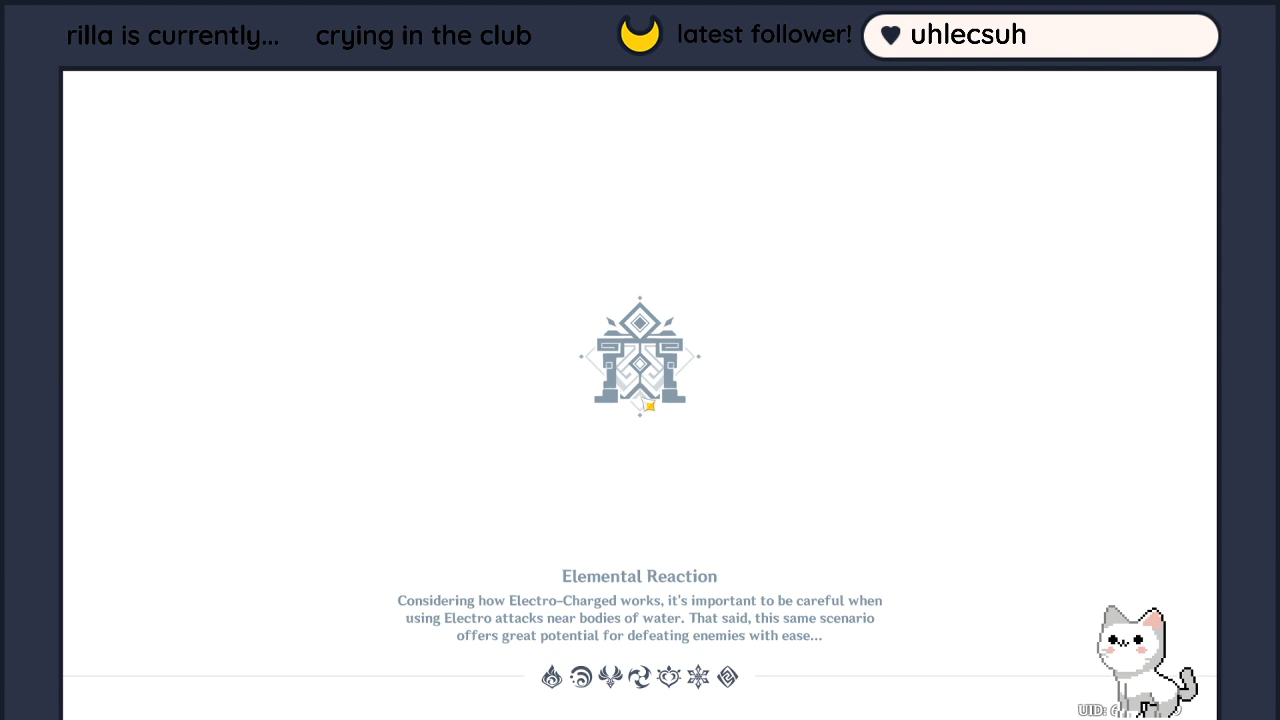 rilla is currently... crying in the club latest follower! uhlecsuh
Elemental Reaction
Considering how Electro-Charged works, it's important to be careful when
using Electro attacks near bodies of water. That said, this same scenario
offers great potential for defeating enemies with ease...
UID: